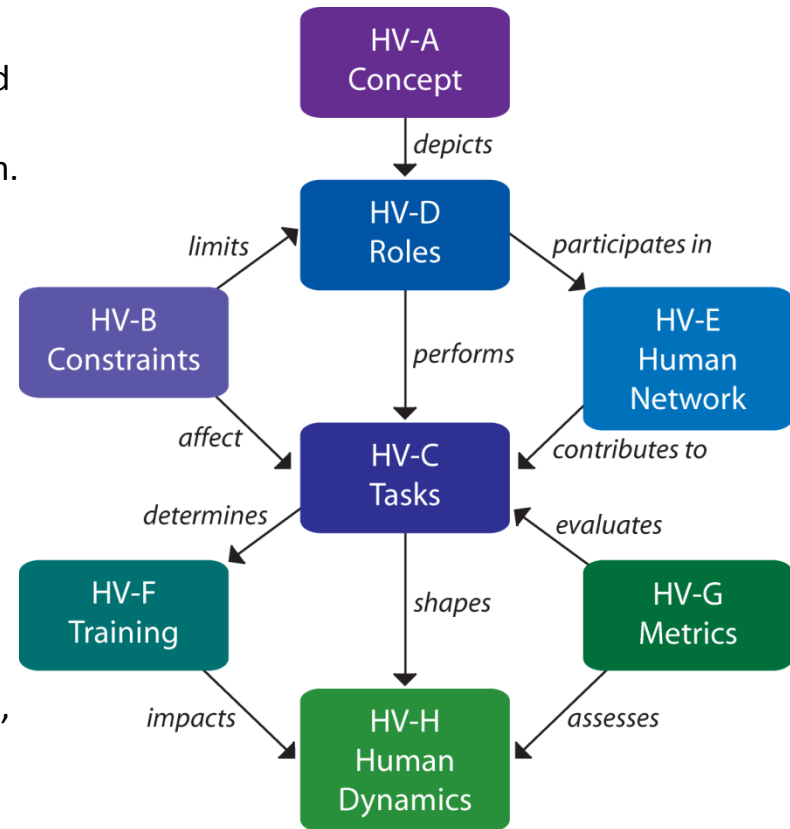 HV-A
Concept
d
depicts
n.
HV-D
Roles
limits
participates in
HV-B
Constraints
performs
HV-E
Human
Network
affect
HV-C
Tasks
contributes to
determines
evaluates
HV-F
Training
shapes
HV-G
Metrics
,
impacts
HV-H
Human
Dynamics
assesses